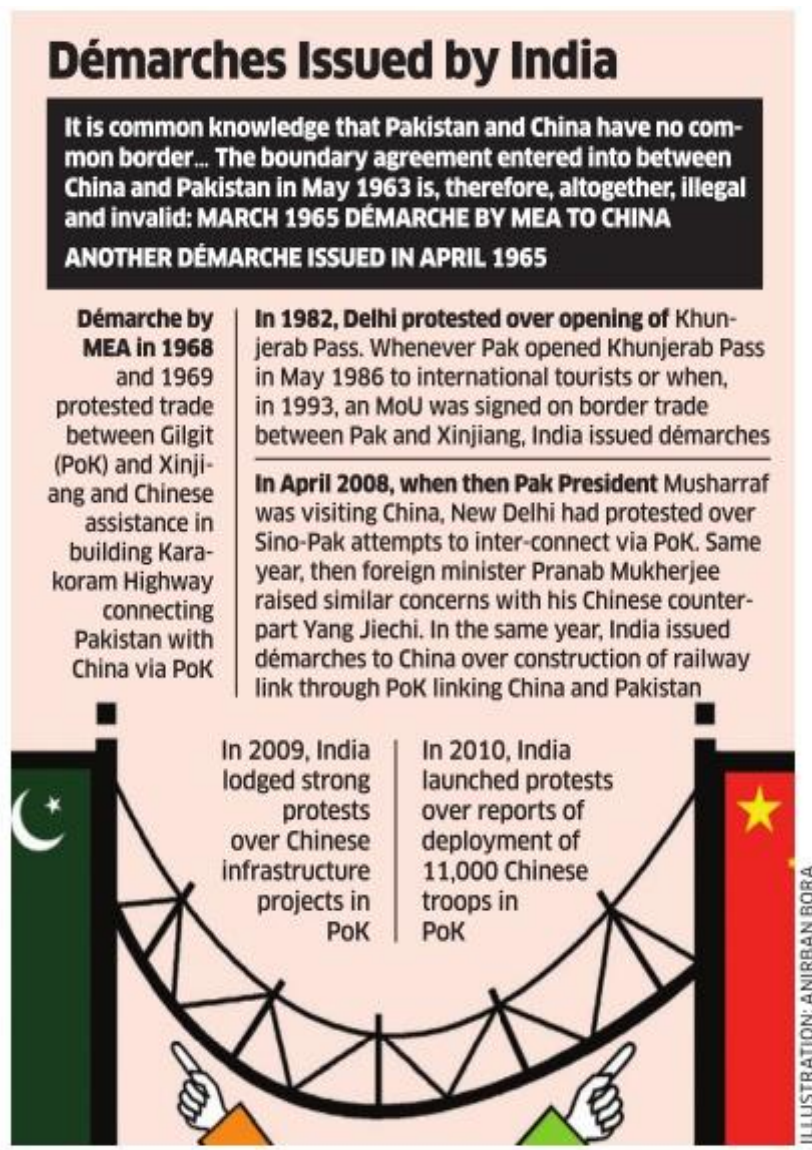 Démarches Issued by India
It is common knowledge that Pakistan and China have no com-
mon border... The boundary agreement entered into between
China and Pakistan in May 1963 is, therefore, altogether, illegal
and invalid: MARCH 1965 DÉMARCHE BY MEA TO CHINA
ANOTHER DÉMARCHE ISSUED IN APRIL 1965
Démarche by
MEA in 1968
and 1969
protested trade
between Gilgit
(PoK) and Xinji-
ang and Chinese
assistance in
building Kara-
koram Highway
connecting
Pakistan with
China via PoK
In 1982, Delhi protested over opening of Khun-
jerab Pass. Whenever Pak opened Khunjerab Pass
in May 1986 to international tourists or when,
in 1993, an MoU was signed on border trade
between Pak and Xinjiang, India issued démarches
In April 2008, when then Pak President Musharraf
was visiting China, New Delhi had protested over
Sino-Pak attempts to inter-connect via PoK. Same
year, then foreign minister Pranab Mukherjee
raised similar concerns with his Chinese counter-
part Yang Jiechi. In the same year, India issued
démarches to China over construction of railway
link through PoK linking China and Pakistan
In 2009, India
lodged strong
protests
over Chinese
infrastructure
projects in
PoK
In 2010, India
launched protests
over reports of
deployment of
11,000 Chinese
troops in
PoK
ILLUSTRATION: ANIRBAN BORA